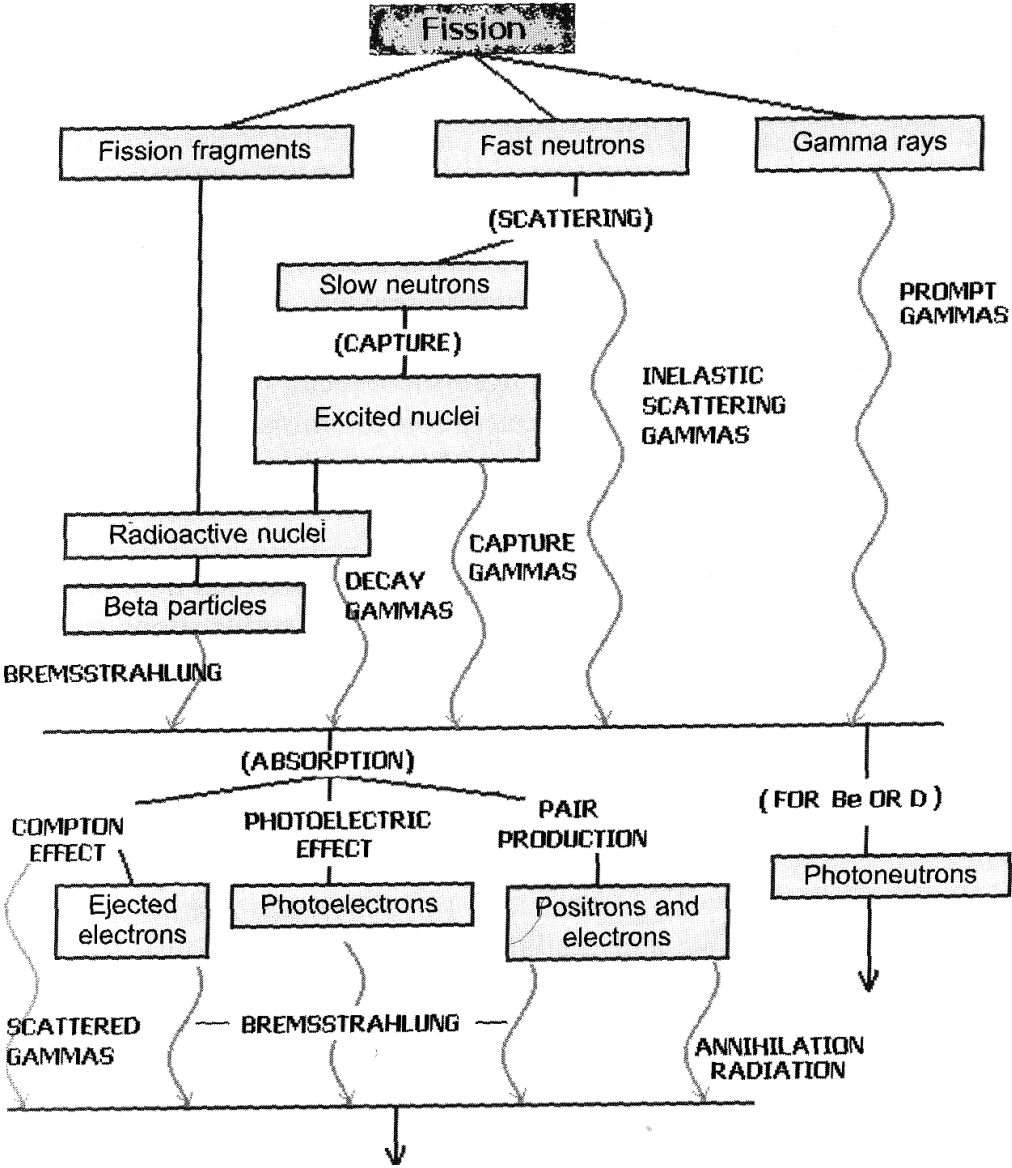 Fission
Fission fragments
Fast neutrons
Gamma rays
(SCATTERING)
Slow neutrons
PROMPT
GAMMAS
(CAPTURE)
INELASTIC
SCATTERING
GAMMAS
Excited nuclei
Radioactive nuclei
CAPTURE
GAMMAS
DECAY
GAMMAS
Beta particles
BREMSSTRAHLUNG
(ABSORPTION)
(FOR Be OR D)
COMPTON
EFFECT
PHOTOELECTRIC
EFFECT
PAIR
PRODUCTION
Photoneutrons
Ejected
electrons
Photoelectrons
Positrons and
electrons
SCATTERED
GAMMAS
BREMSSTRAHLUNG
ANNIHILATION
RADIATION